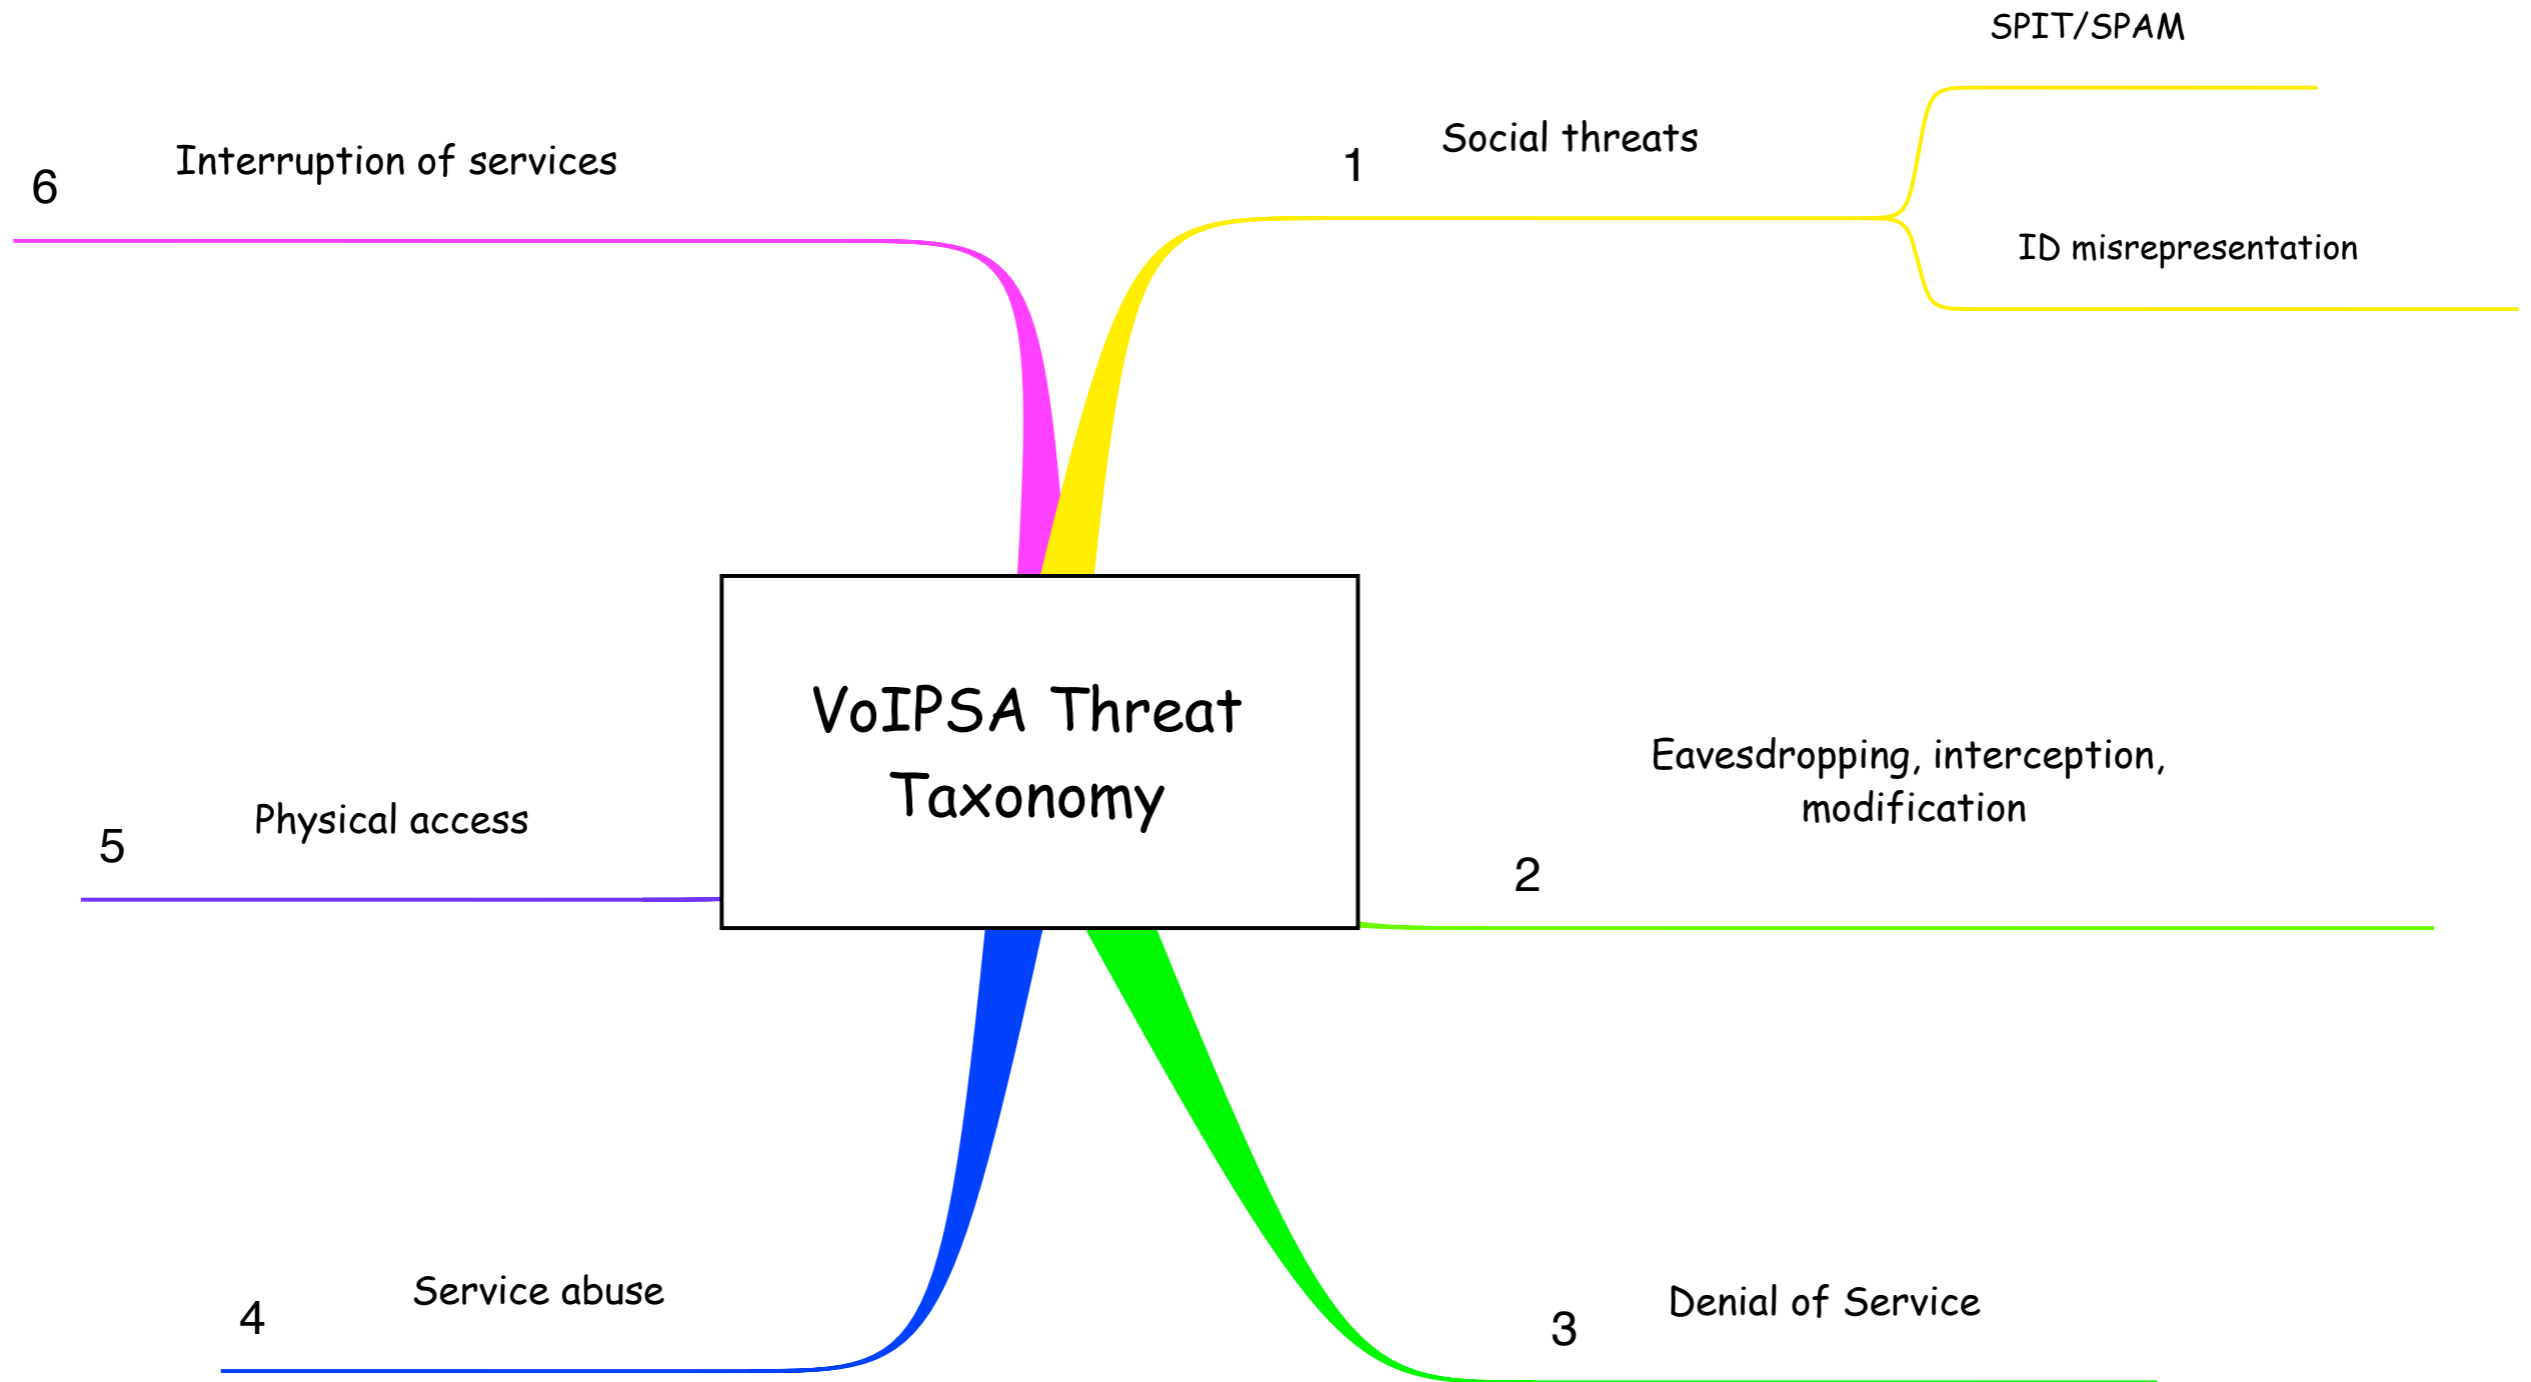 SPIT/SPAM
1 Social threats
ID misrepresentation
6 Interruption of services
VoIPSA Threat
Taxonomy
Eavesdropping, interception,
modification
2
5 Physical access
3 Denial of Service
4 Service abuse